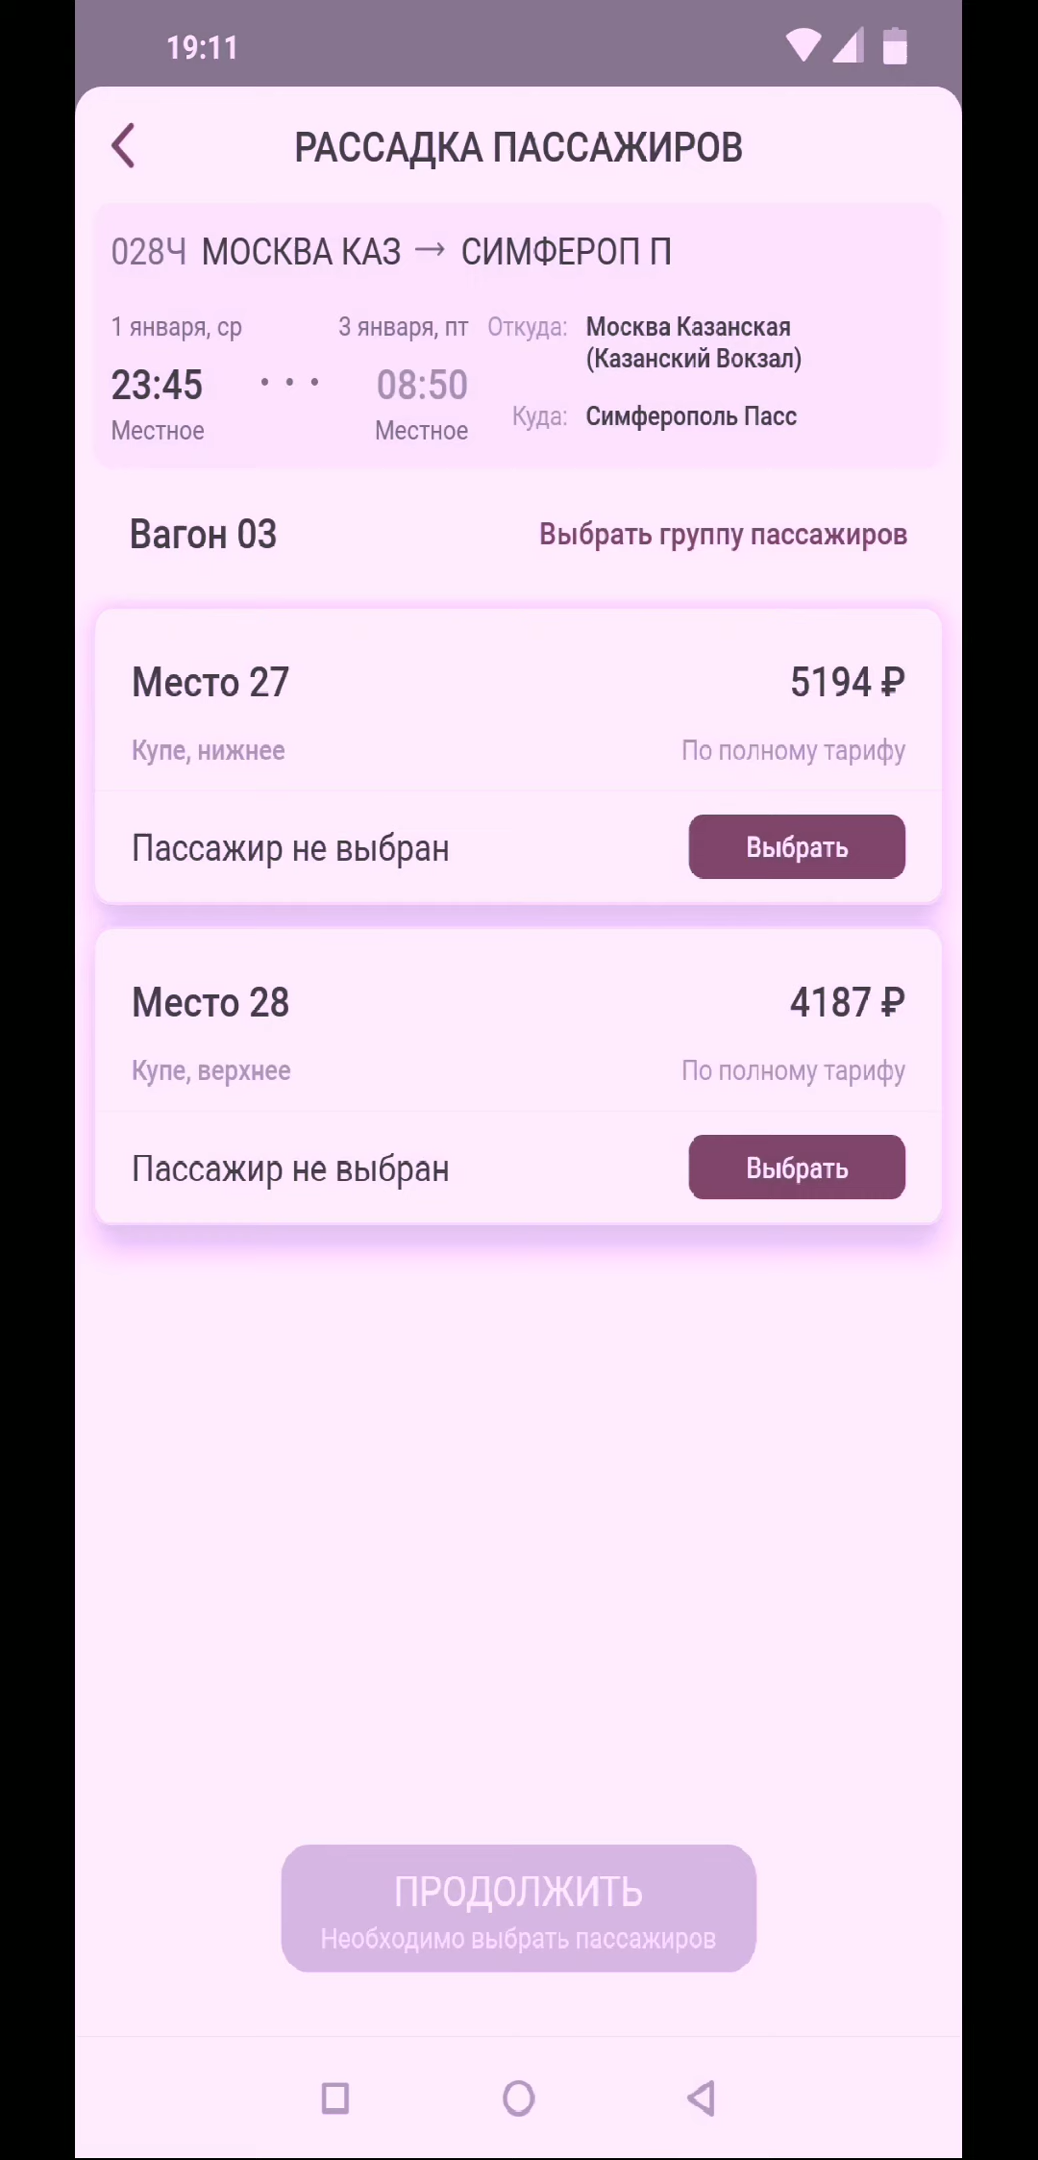 19:11
РАССАДКА ПАССАЖИРОВ
028Ч МОСКВА КАЗ → СИМФЕРОП П
1 января, ср
3 января, пт
Откуда: Москва Казанская
(Казанский Вокзал)
23:45 • • • 08:50
Местное
Местное
Куда: Симферополь Пасс
Вагон 03
Выбрать группу пассажиров
Место 27
5194 ₽
Купе, нижнее
По полному тарифу
Пассажир не выбран
Выбрать
Место 28
4187 ₽
Купе, верхнее
По полному тарифу
Пассажир не выбран
Выбрать
ПРОДОЛЖИТЬ
Необходимо выбрать пассажиров